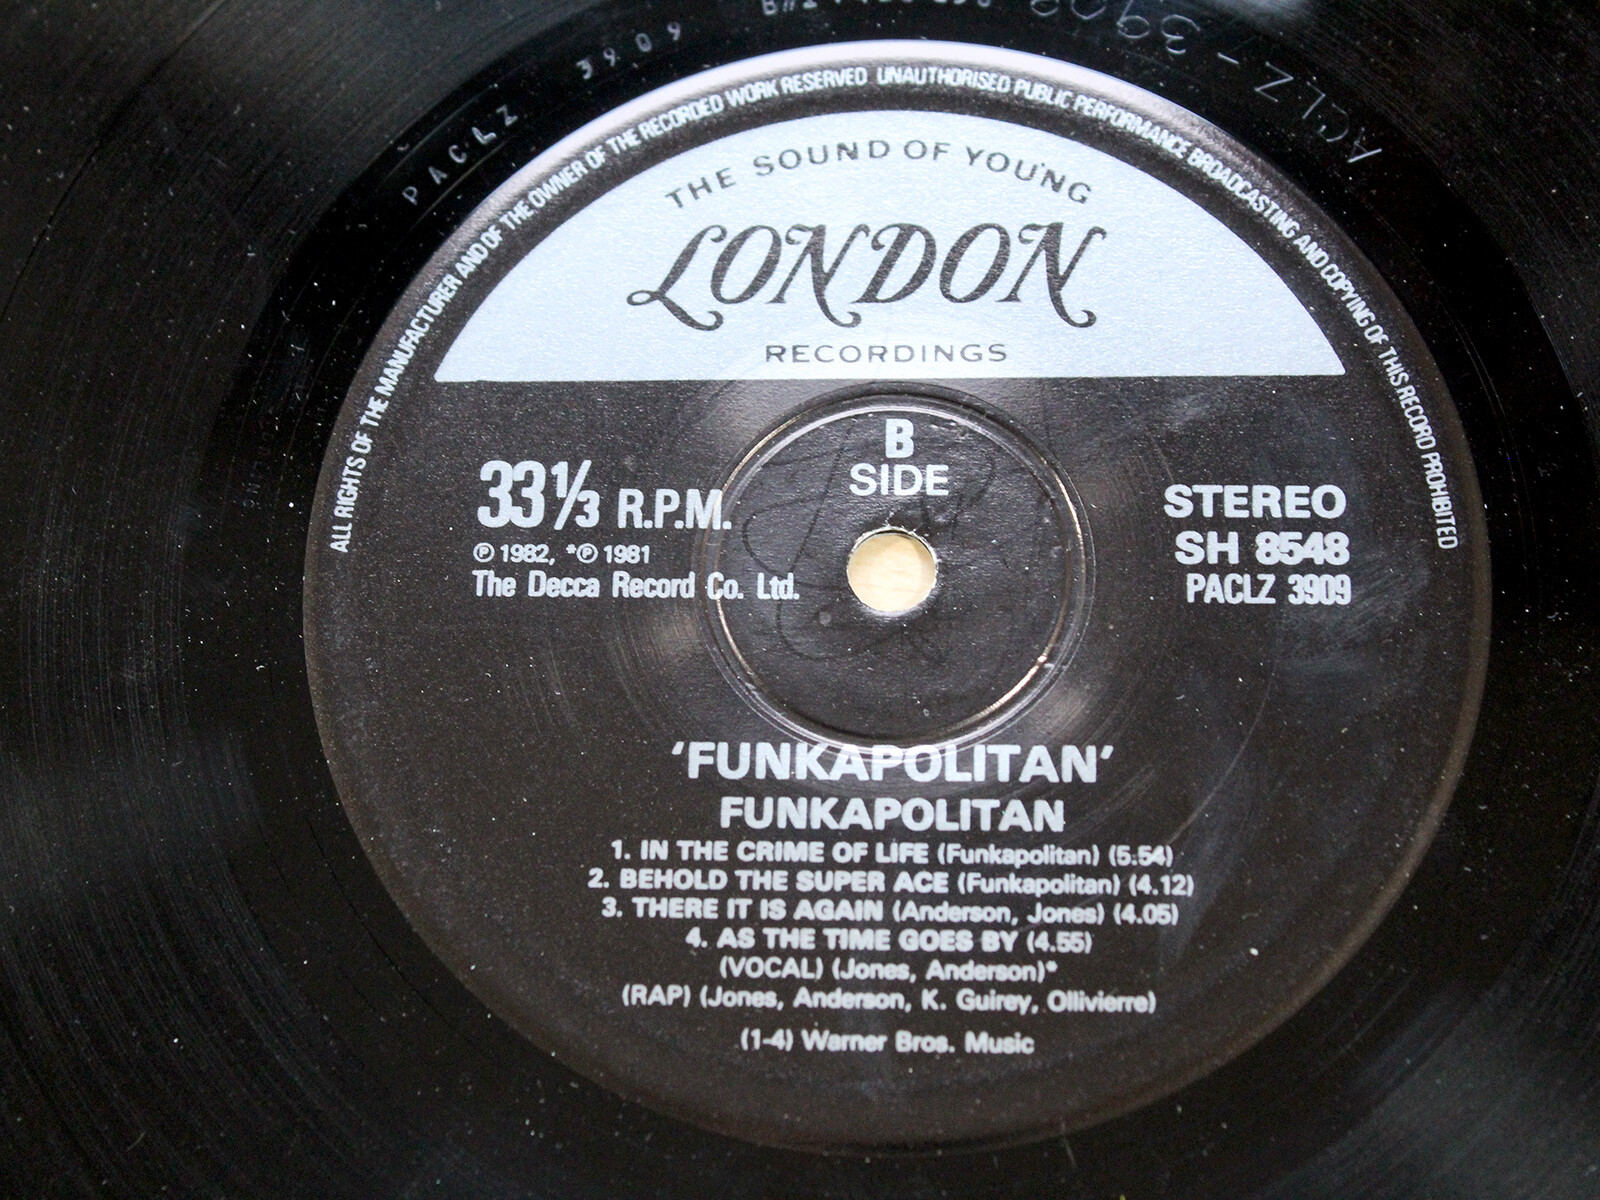 PACLZ 3909
ACLZ-3909
ALL RIGHTS OF THE MANUFACTURER AND OF THE OWNER OF THE RECORDED WORK RESERVED UNAUTHORISED PUBLIC PERFORMANCE BROADCASTING AND COPYING OF THIS RECORD PROHIBITED
THE SOUND OF YOUNG
LONDON
RECORDINGS
B
SIDE
33⅓ R.P.M.
℗ 1982, *℗ 1981
The Decca Record Co. Ltd.
STEREO
SH 8548
PACLZ 3909
'FUNKAPOLITAN'
FUNKAPOLITAN
1. IN THE CRIME OF LIFE (Funkapolitan) (5.54)
2. BEHOLD THE SUPER ACE (Funkapolitan) (4.12)
3. THERE IT IS AGAIN (Anderson, Jones) (4.05)
4. AS THE TIME GOES BY (4.55)
(VOCAL) (Jones, Anderson)*
(RAP) (Jones, Anderson, K. Guirey, Ollivierre)
(1-4) Warner Bros. Music